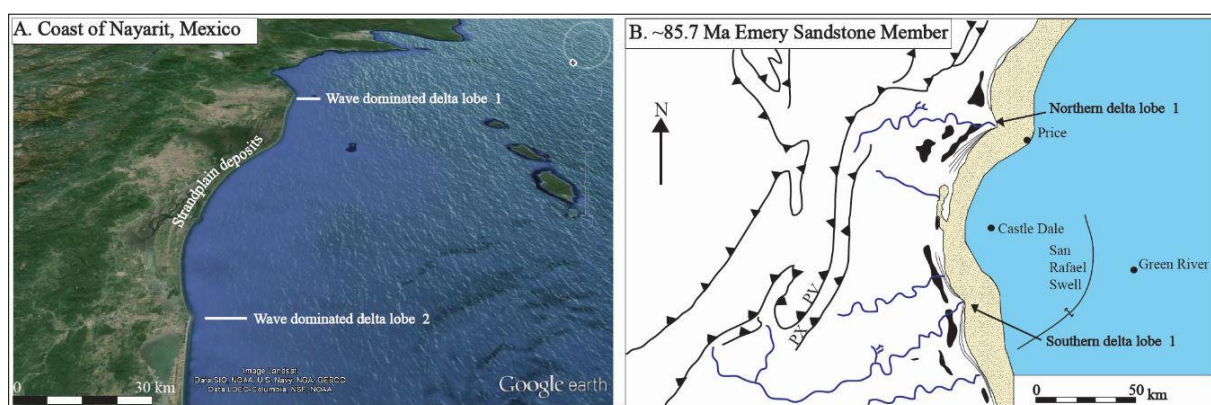 A. Coast of Nayarit, Mexico
Wave dominated delta lobe 1
Strandplain deposits
Wave dominated delta lobe 2
0 30 km
Image Landsat
Data SIO, NOAA, U.S. Navy, NGA, GEBCO
Data LDEO-Columbia, NSF, NOAA
Google earth
B. ~85.7 Ma Emery Sandstone Member
N
Northern delta lobe 1
Price
Castle Dale
San
Rafael
Swell
Green River
PV
PX
Southern delta lobe 1
0 50 km